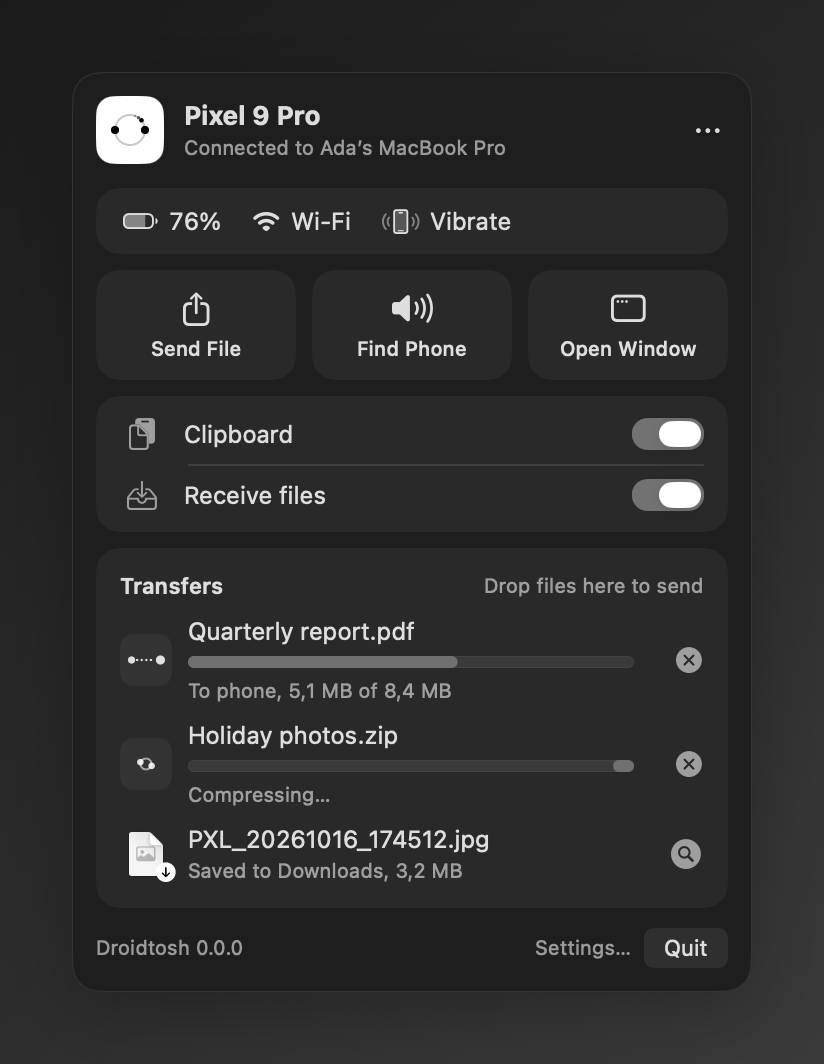 Pixel 9 Pro
Connected to Ada’s MacBook Pro
76% Wi-Fi Vibrate
Send File Find Phone Open Window
Clipboard
Receive files
Transfers Drop files here to send
Quarterly report.pdf
To phone, 5,1 MB of 8,4 MB
Holiday photos.zip
Compressing…
PXL_20261016_174512.jpg
Saved to Downloads, 3,2 MB
Droidtosh 0.0.0 Settings… Quit